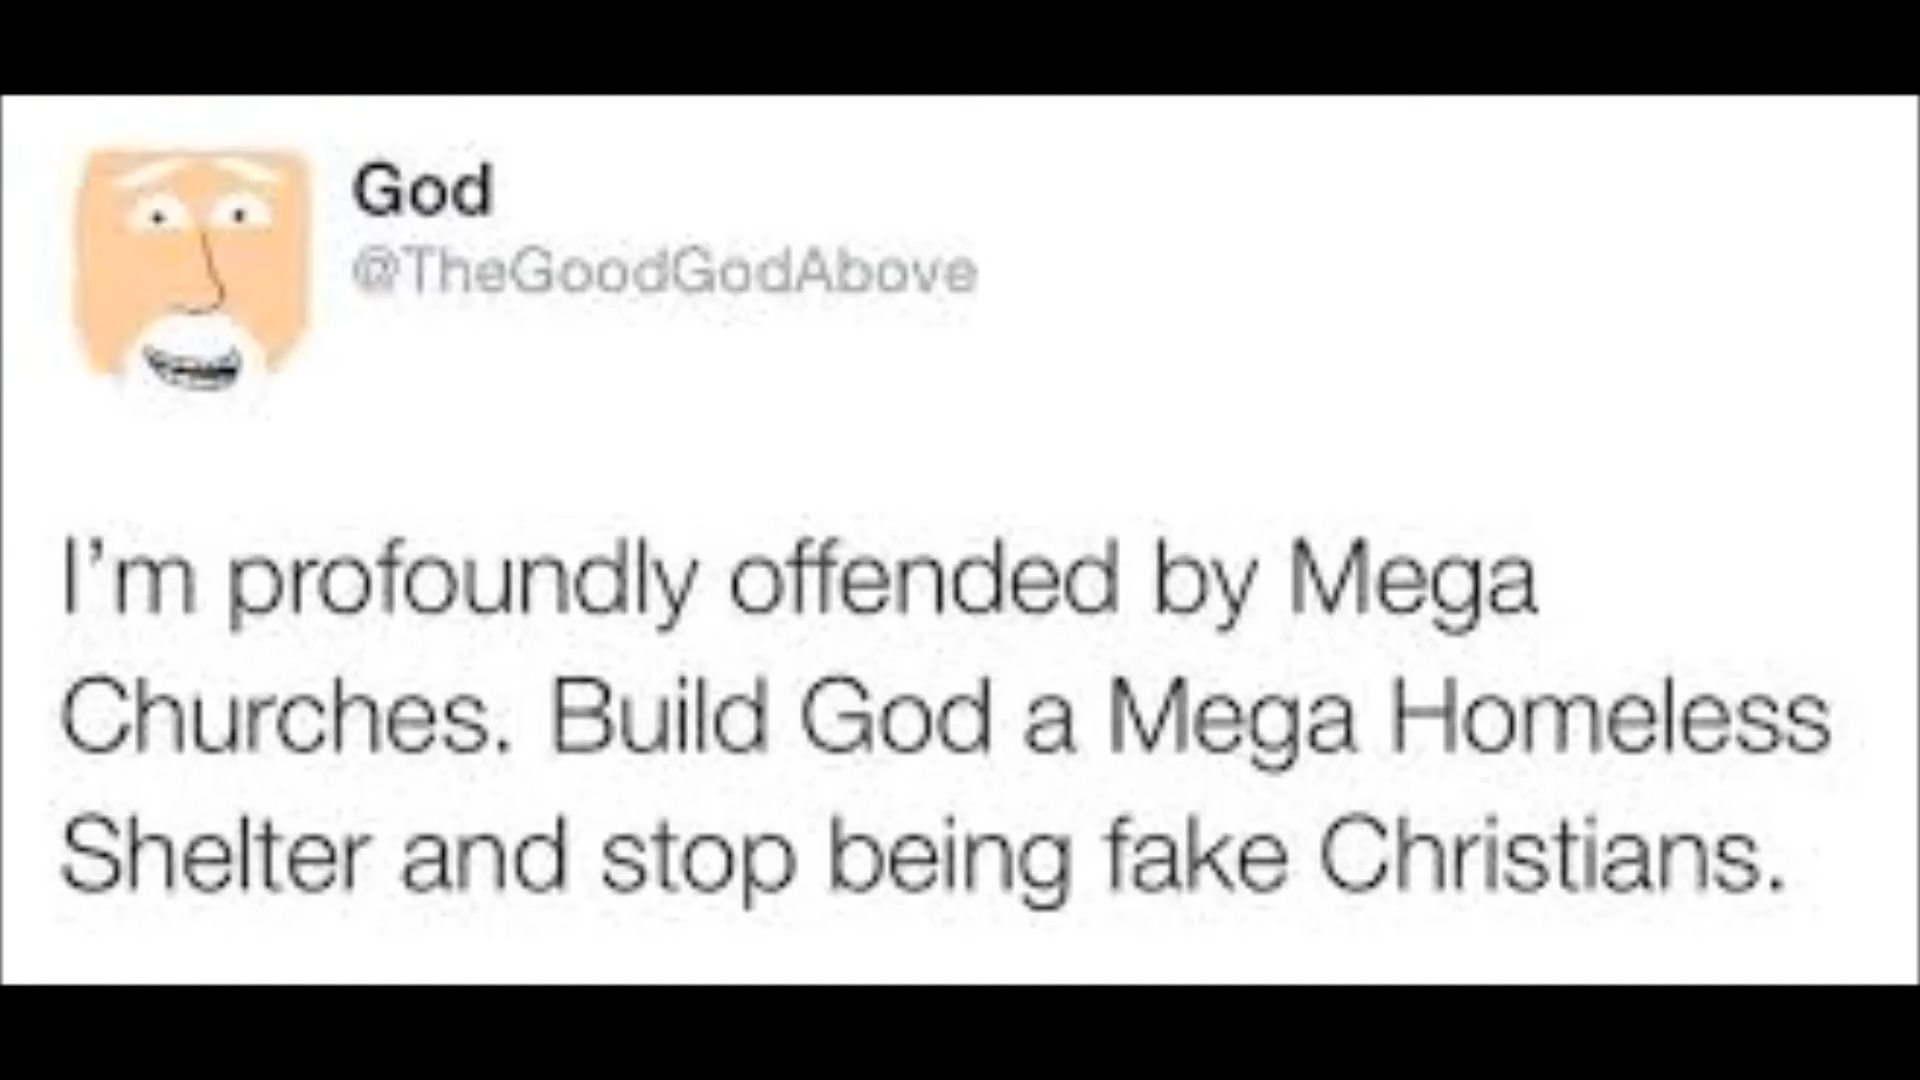 God
@TheGoodGodAbove
I'm profoundly offended by Mega
Churches. Build God a Mega Homeless
Shelter and stop being fake Christians.